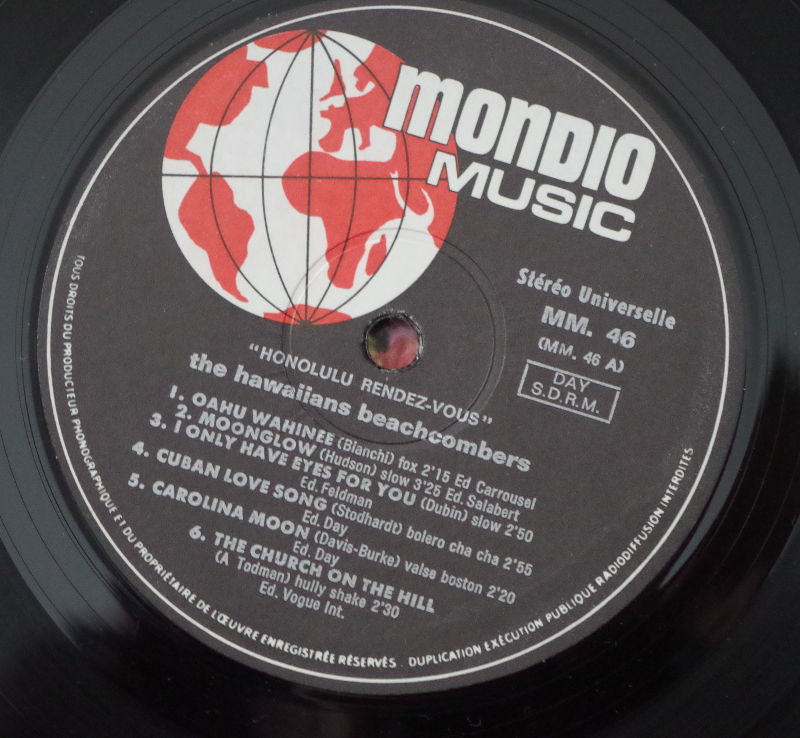 MONDIO
MUSIC
Stéréo Universelle
MM. 46
(MM. 46 A)
DAY
S.D.R.M.
"HONOLULU RENDEZ-VOUS"
the hawaiians beachcombers
1. OAHU WAHINEE (Bianchi) fox 2'15 Ed Carrousel
2. MOONGLOW (Hudson) slow 3'25 Ed. Salabert
3. I ONLY HAVE EYES FOR YOU (Dubin) slow 2'50
Ed. Feldman
4. CUBAN LOVE SONG (Stodhardt) bolero cha cha 2'55
Ed. Day
5. CAROLINA MOON (Davis-Burke) valse boston 2'20
Ed. Day
6. THE CHURCH ON THE HILL
(A Todman) hully shake 2'30
Ed. Vogue Int.
TOUS DROITS DU PRODUCTEUR PHONOGRAPHIQUE ET DU PROPRIÉTAIRE DE L'ŒUVRE ENREGISTRÉE RÉSERVÉS . DUPLICATION EXÉCUTION PUBLIQUE RADIODIFFUSION INTERDITES